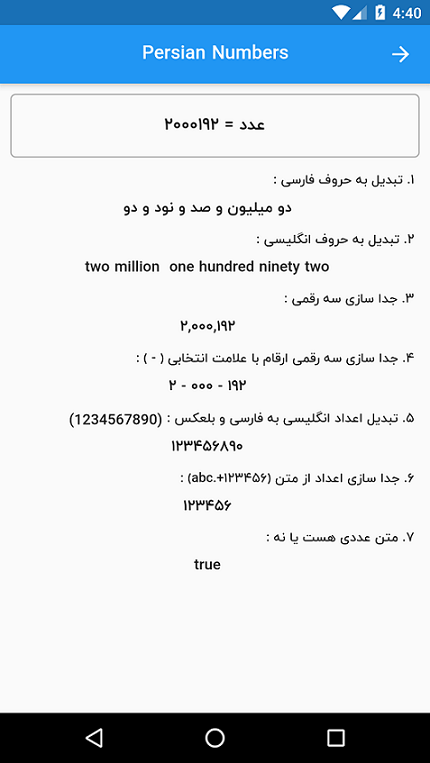 4:40
Persian Numbers
عدد = ۲۰۰۰۱۹۲
۱. تبدیل به حروف فارسی :
دو میلیون و صد و نود و دو
۲. تبدیل به حروف انگلیسی :
two million  one hundred ninety two
۳. جدا سازی سه رقمی :
۲,۰۰۰,۱۹۲
۴. جدا سازی سه رقمی ارقام با علامت انتخابی ( - ) :
۲ - ۰۰۰ - ۱۹۲
۵. تبدیل اعداد انگلیسی به فارسی و بلعکس : (1234567890)
۱۲۳۴۵۶۸۹۰
۶. جدا سازی اعداد از متن (abc.+۱۲۳۴۵۶) :
۱۲۳۴۵۶
۷. متن عددی هست یا نه :
true